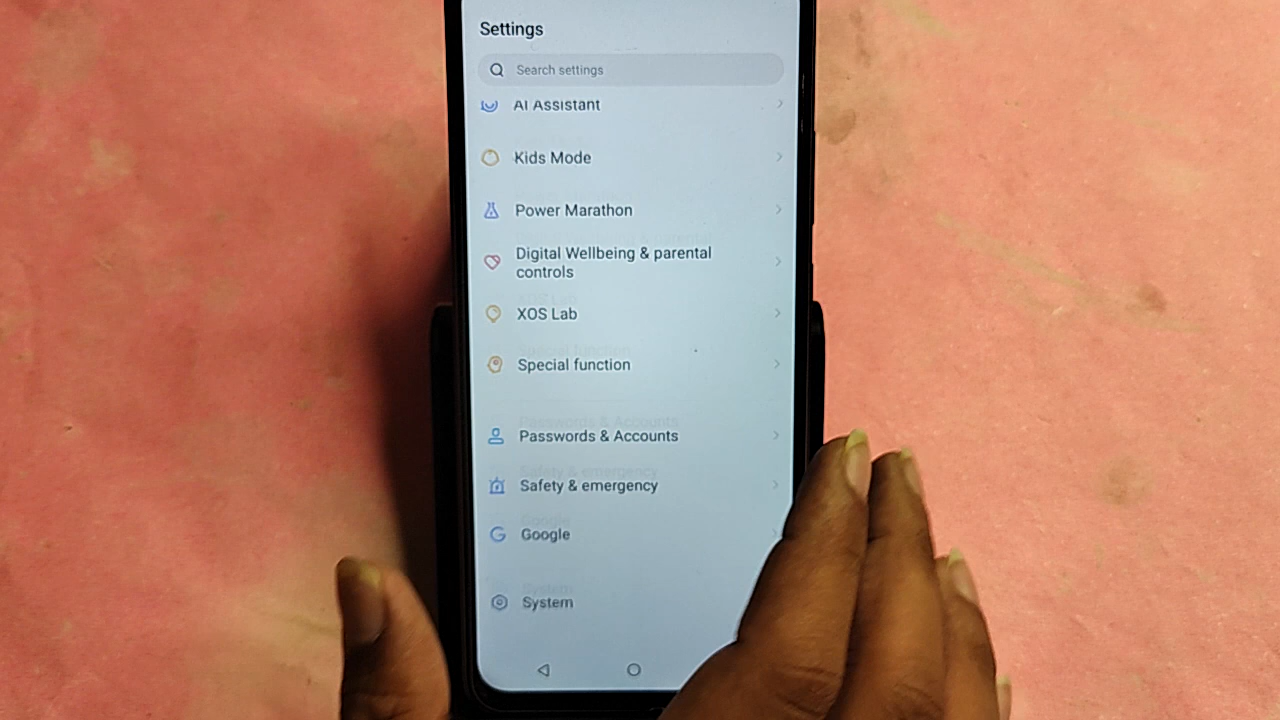 Settings
Search settings
AI Assistant
Kids Mode
Power Marathon
Digital Wellbeing & parental
controls
XOS Lab
Special function
Passwords & Accounts
Safety & emergency
Google
System